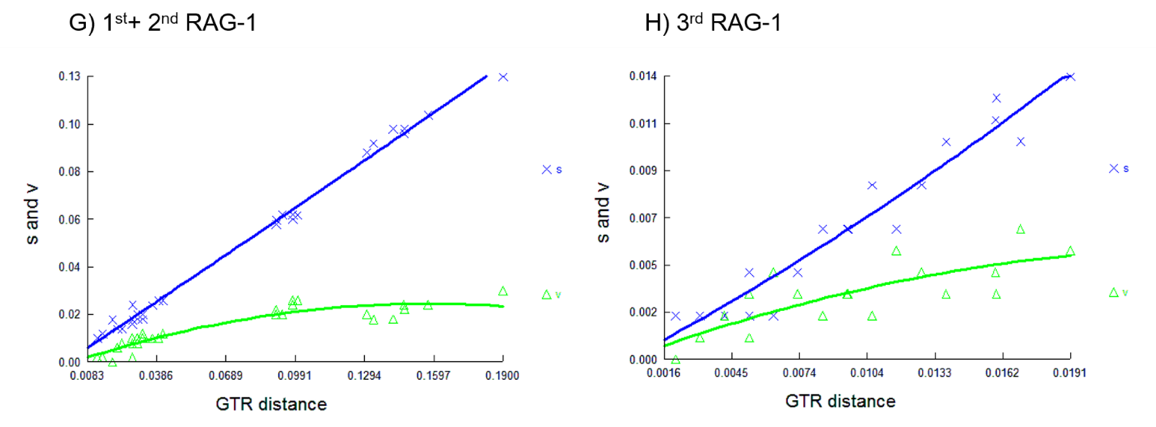 G) 1st+ 2nd RAG-1
s and v
0.13
0.10
0.08
0.06
0.04
0.02
0.00
0.0083 0.0386 0.0689 0.0991 0.1294 0.1597 0.1900
GTR distance
s
v
H) 3rd RAG-1
s and v
0.014
0.011
0.009
0.007
0.005
0.002
0.000
0.0016 0.0045 0.0074 0.0104 0.0133 0.0162 0.0191
GTR distance
s
v